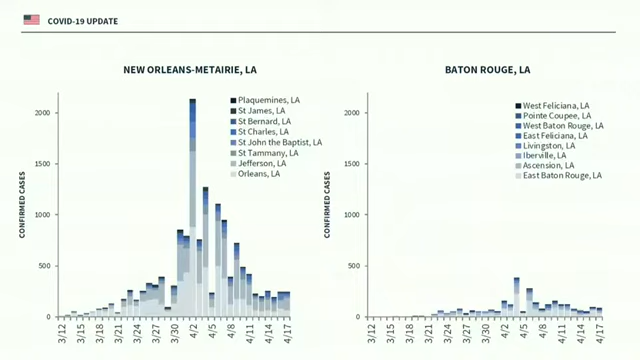 COVID-19 UPDATE
NEW ORLEANS-METAIRIE, LA
CONFIRMED CASES
2000
1500
1000
500
0
Plaquemines, LA
St James, LA
St Bernard, LA
St Charles, LA
St John the Baptist, LA
St Tammany, LA
Jefferson, LA
Orleans, LA
3/12
3/15
3/18
3/21
3/24
3/27
3/30
4/2
4/5
4/8
4/11
4/14
4/17
BATON ROUGE, LA
CONFIRMED CASES
2000
1500
1000
500
0
West Feliciana, LA
Pointe Coupee, LA
West Baton Rouge, LA
East Feliciana, LA
Livingston, LA
Iberville, LA
Ascension, LA
East Baton Rouge, LA
3/12
3/15
3/18
3/21
3/24
3/27
3/30
4/2
4/5
4/8
4/11
4/14
4/17